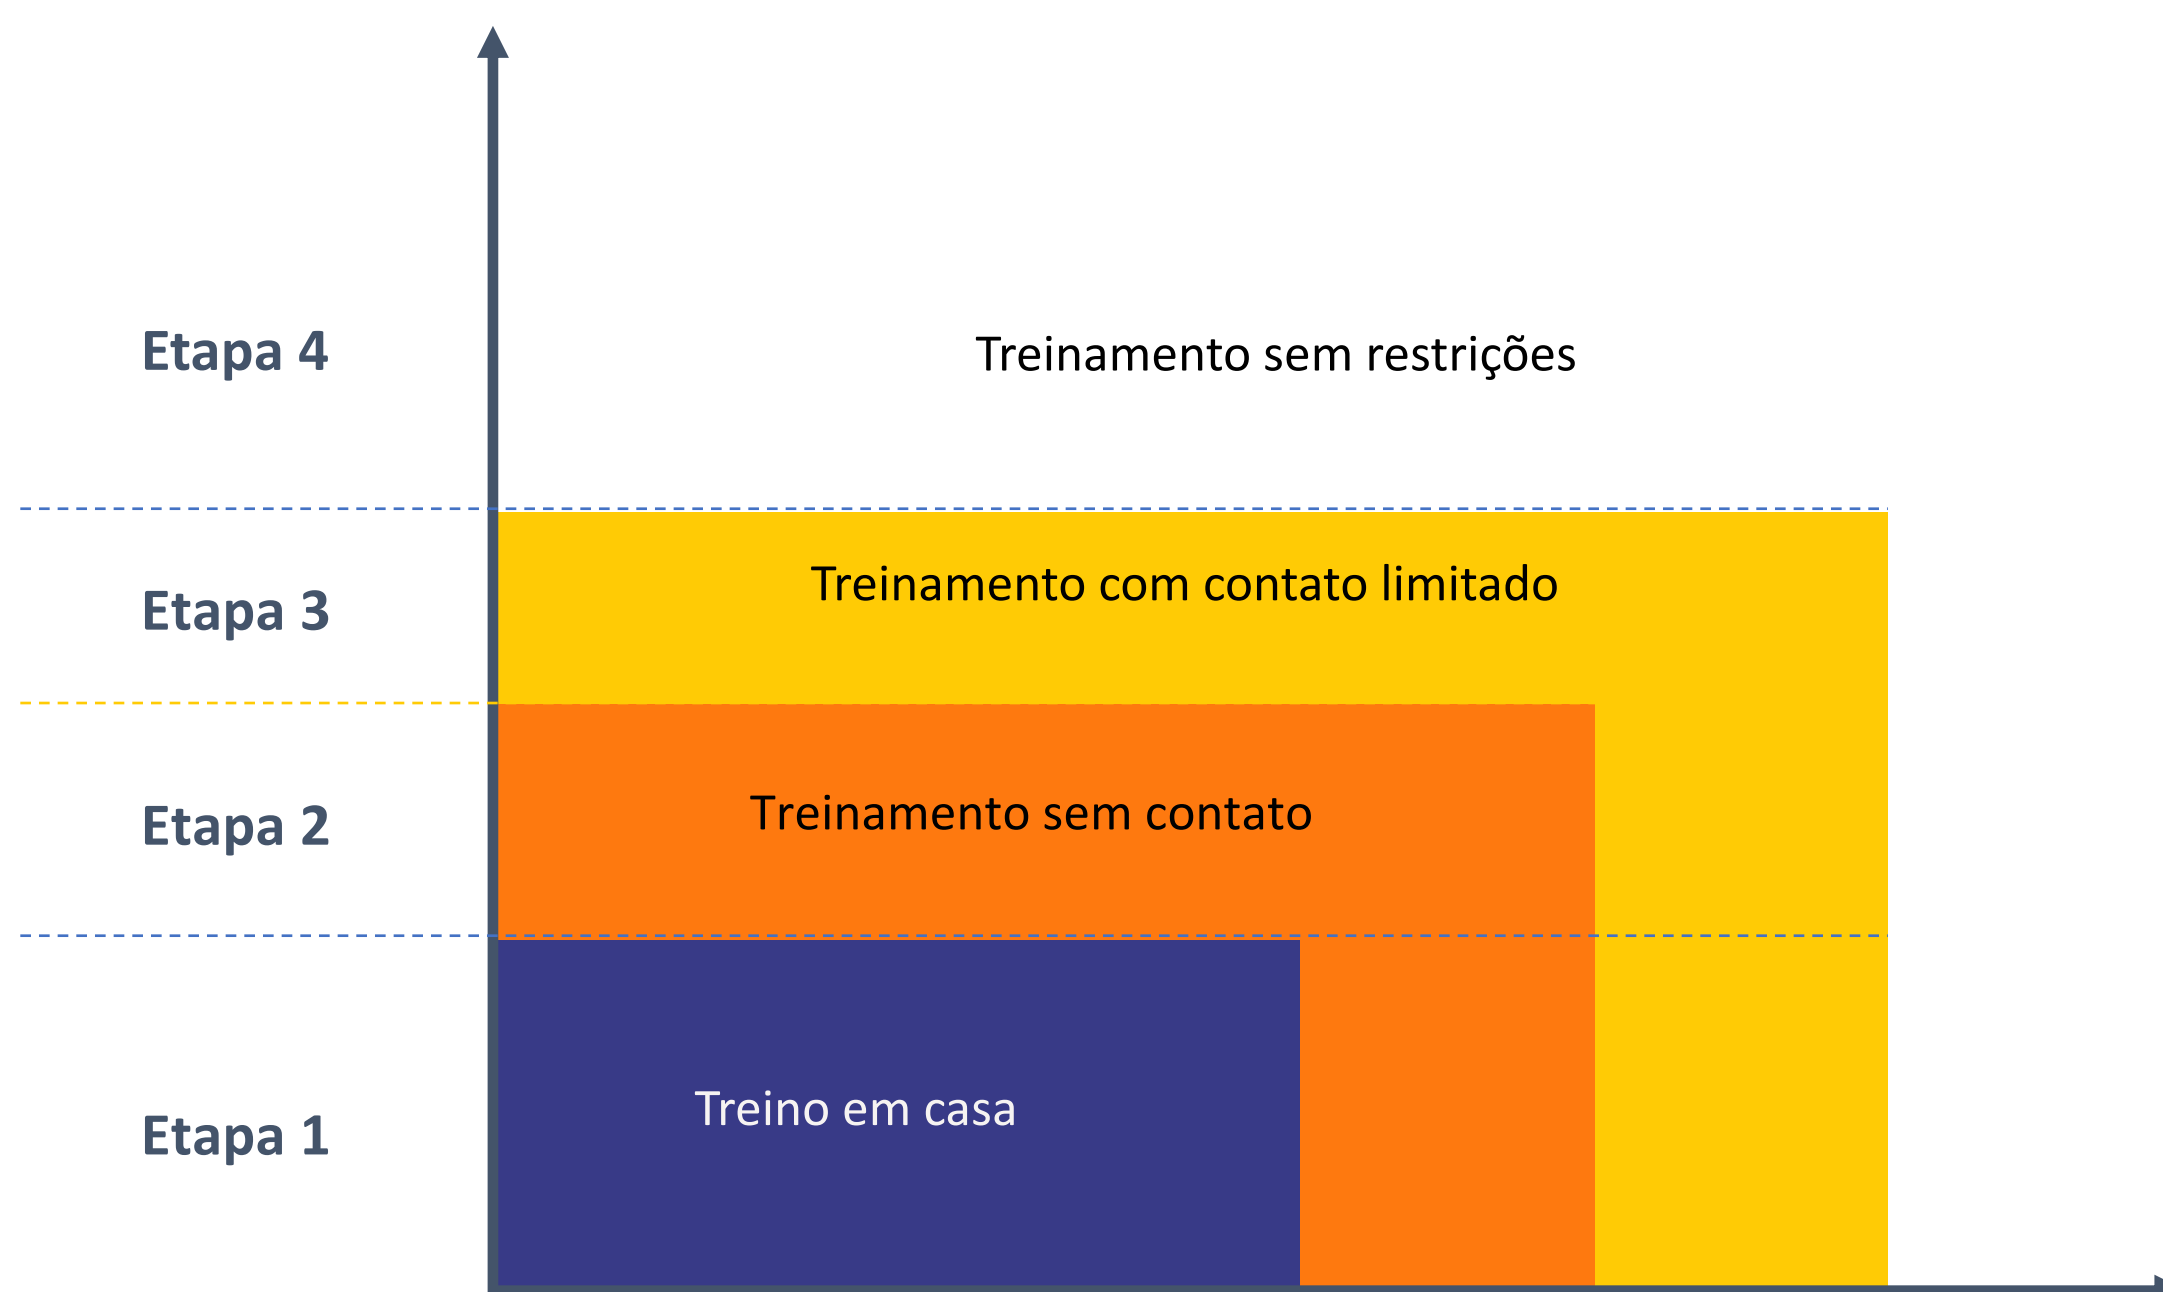 Etapa 4
Treinamento sem restrições
Etapa 3
Treinamento com contato limitado
Etapa 2
Treinamento sem contato
Etapa 1
Treino em casa